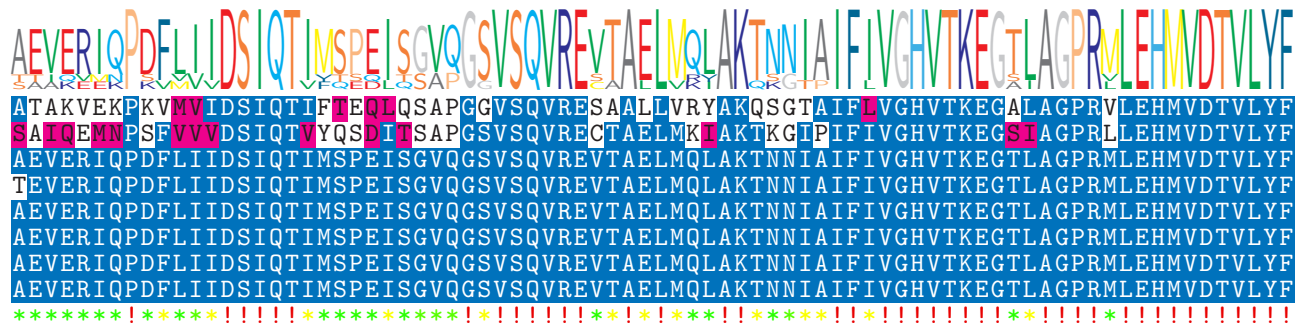 AEVERIQPDFLIIDSIQTIMSPEISGVQGSVSQVREVTAELMQLAKTNNIAIFIVGHVTKEGTLAGPRMLEHMVDTVLYF
ATAKVEKPKVMVIDSIQTIFTEQLQSAPGGVSQVRESAALLVRYAKQSGTAIFLVGHVTKEGALAGPRVLEHMVDTVLYF
SAIQEMNPSFVVVDSIQTVYQSDITSAPGSVSQVRECTAELMKIAKTKGIPIFIVGHVTKEGSIAGPRLLEHMVDTVLYF
AEVERIQPDFLIIDSIQTIMSPEISGVQGSVSQVREVTAELMQLAKTNNIAIFIVGHVTKEGTLAGPRMLEHMVDTVLYF
TEVERIQPDFLIIDSIQTIMSPEISGVQGSVSQVREVTAELMQLAKTNNIAIFIVGHVTKEGTLAGPRMLEHMVDTVLYF
AEVERIQPDFLIIDSIQTIMSPEISGVQGSVSQVREVTAELMQLAKTNNIAIFIVGHVTKEGTLAGPRMLEHMVDTVLYF
AEVERIQPDFLIIDSIQTIMSPEISGVQGSVSQVREVTAELMQLAKTNNIAIFIVGHVTKEGTLAGPRMLEHMVDTVLYF
AEVERIQPDFLIIDSIQTIMSPEISGVQGSVSQVREVTAELMQLAKTNNIAIFIVGHVTKEGTLAGPRMLEHMVDTVLYF
AEVERIQPDFLIIDSIQTIMSPEISGVQGSVSQVREVTAELMQLAKTNNIAIFIVGHVTKEGTLAGPRMLEHMVDTVLYF
*******!*****!!!!!**********!*!!!!!!**!*!***!!*****!!*!!!!!!!!**!!!!*!!!!!!!!!!!